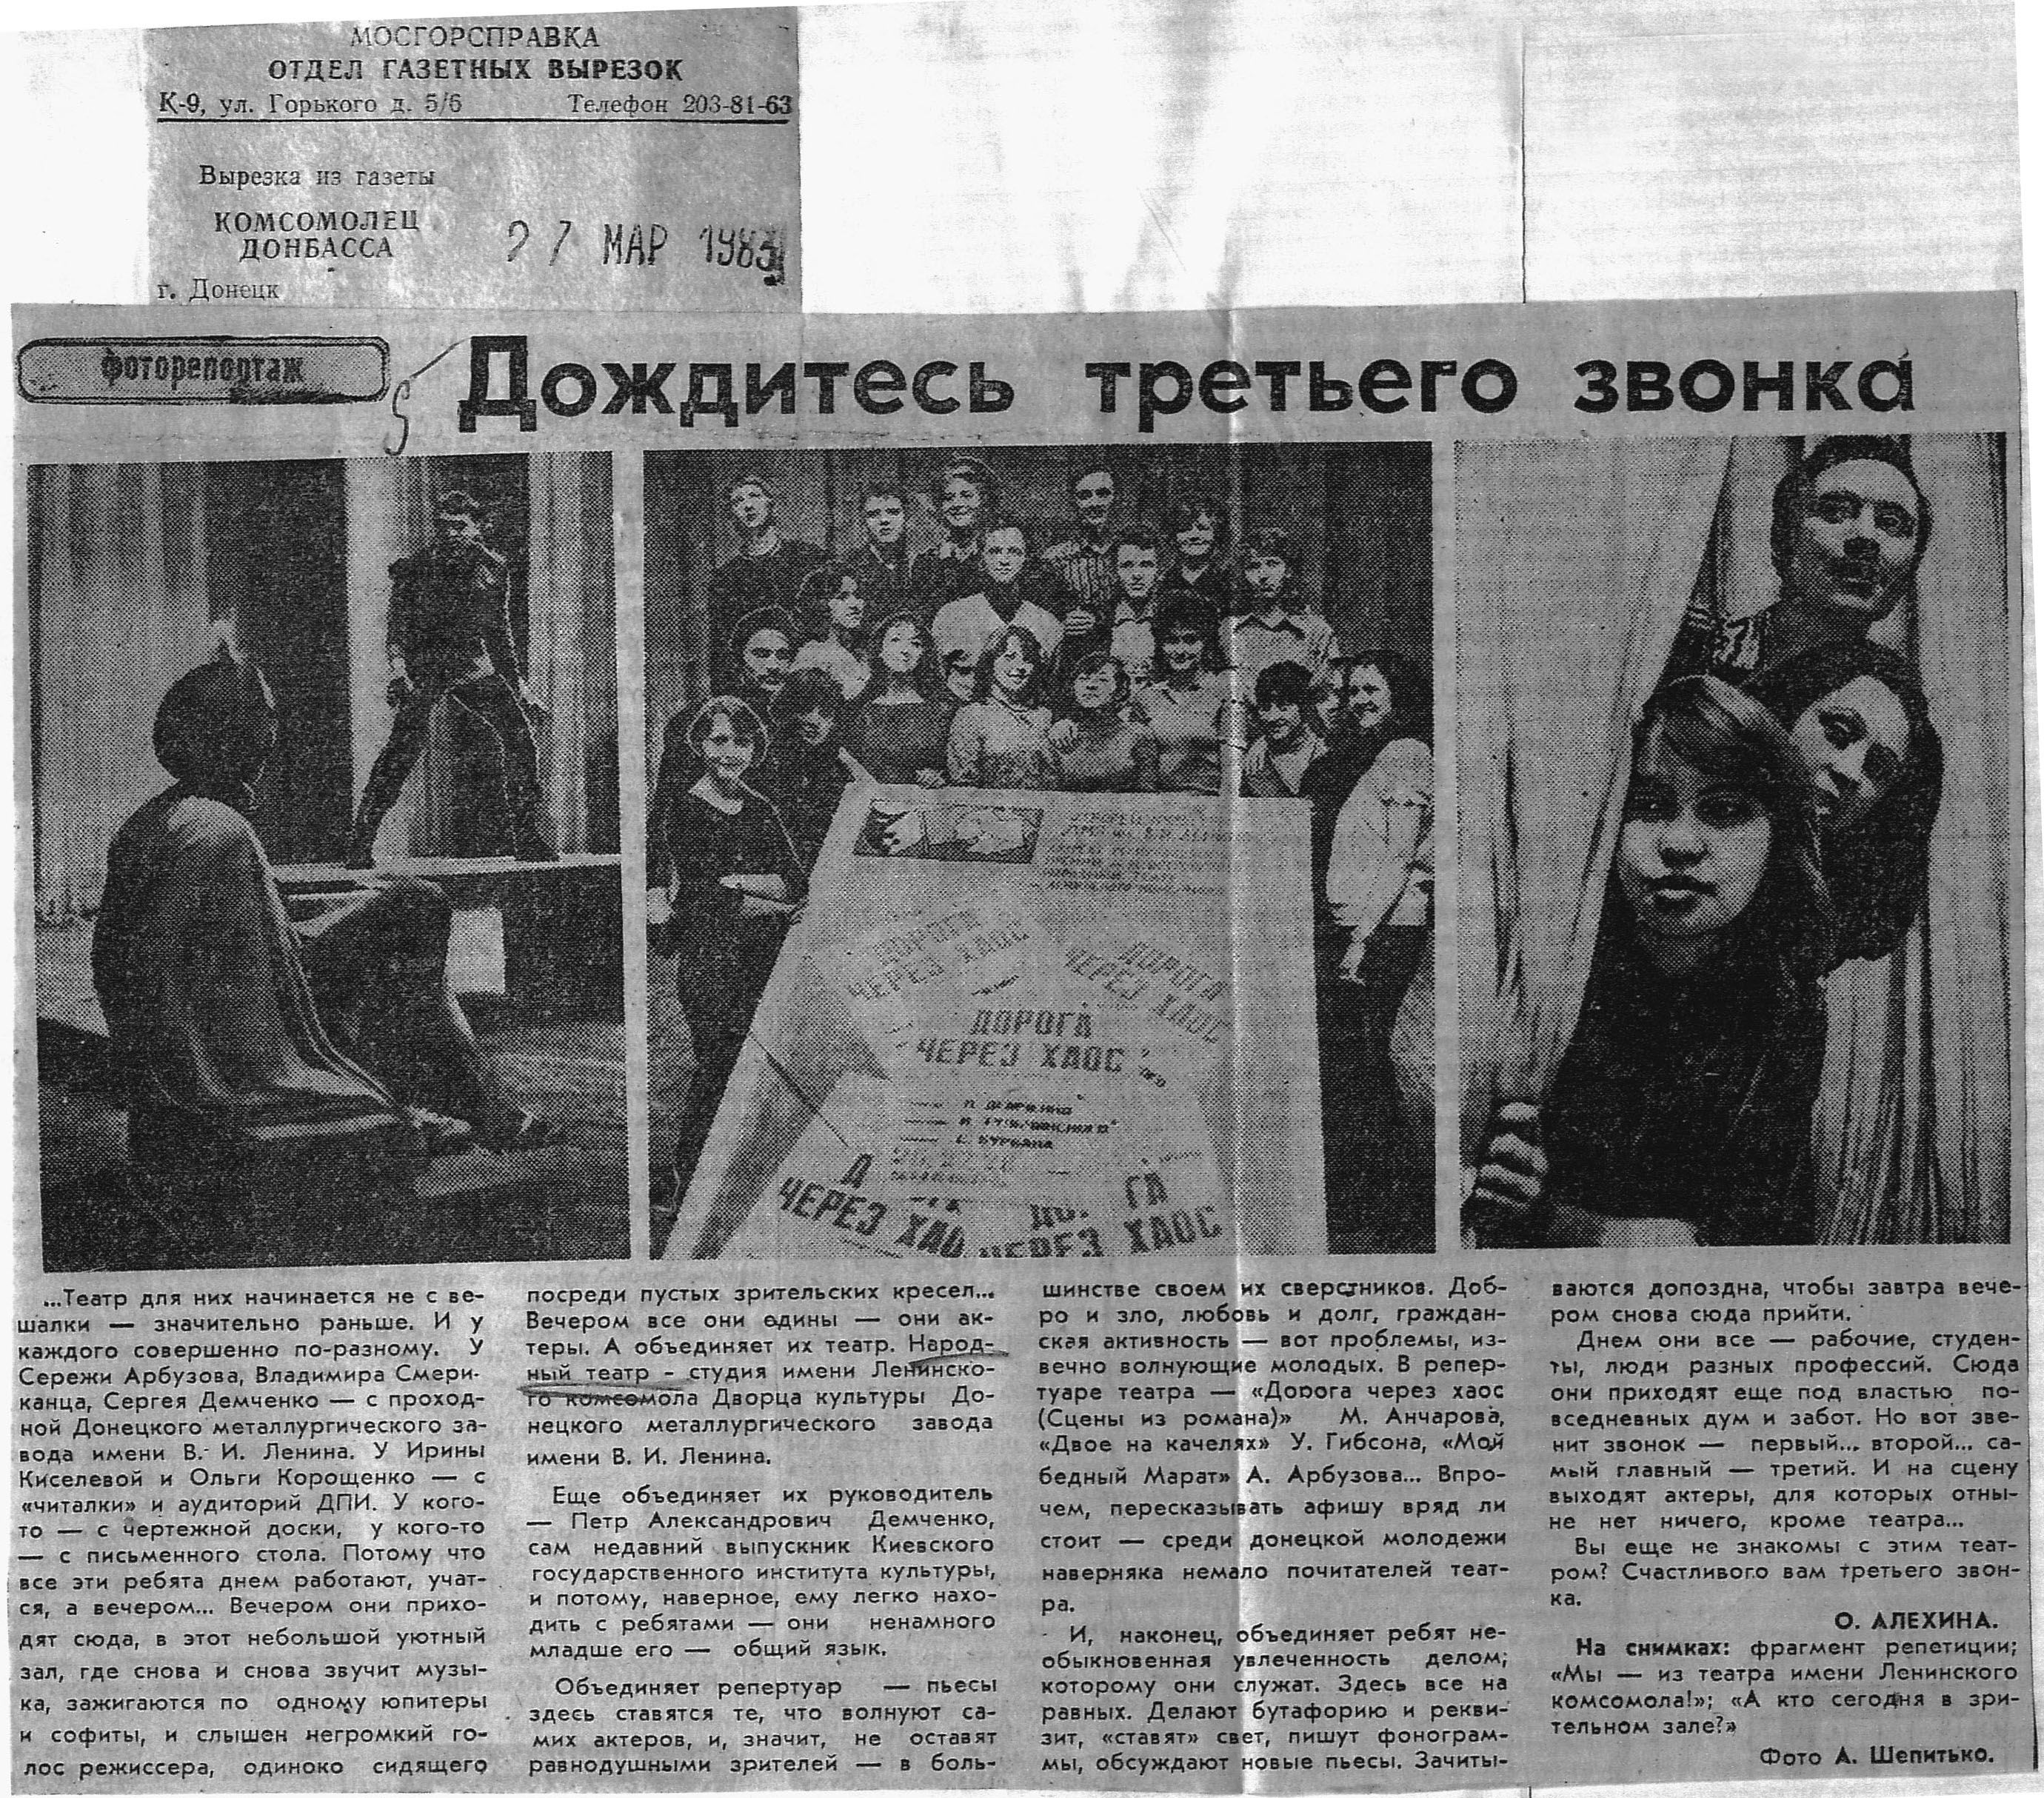 МОСГОРСПРАВКА
ОТДЕЛ ГАЗЕТНЫХ ВЫРЕЗОК
К-9, ул. Горького д. 5/6 Телефон 203-81-63
Вырезка из газеты
КОМСОМОЛЕЦ
ДОНБАССА
27 МАР 1983
г. Донецк
фоторепортаж
Дождитесь третьего звонка
ДОРОГА
ЧЕРЕЗ ХАОС
ДОРОГА
ЧЕРЕЗ ХАОС
ДОРОГА
ЧЕРЕЗ ХАОС
ЧЕРЕЗ ХАО
ЧЕРЕЗ ХАОС
...Театр для них начинается не с ве-
шалки — значительно раньше. И у
каждого совершенно по-разному. У
Сережи Арбузова, Владимира Смери-
канца, Сергея Демченко — с проход-
ной Донецкого металлургического за-
вода имени В. И. Ленина. У Ирины
Киселевой и Ольги Корощенко — с
«читалки» и аудиторий ДПИ. У кого-
то — с чертежной доски, у кого-то
— с письменного стола. Потому что
все эти ребята днем работают, учат-
ся, а вечером... Вечером они прихо-
дят сюда, в этот небольшой уютный
зал, где снова и снова звучит музы-
ка, зажигаются по одному юпитеры
и софиты, и слышен негромкий го-
лос режиссера, одиноко сидящего
посреди пустых зрительских кресел...
Вечером все они едины — они ак-
теры. А объединяет их театр. Народ-
ный театр - студия имени Ленинско-
го комсомола Дворца культуры До-
нецкого металлургического завода
имени В. И. Ленина.
Еще объединяет их руководитель
— Петр Александрович Демченко,
сам недавний выпускник Киевского
государственного института культуры,
и потому, наверное, ему легко нахо-
дить с ребятами — они ненамного
младше его — общий язык.
Объединяет репертуар — пьесы
здесь ставятся те, что волнуют са-
мих актеров, и, значит, не оставят
равнодушными зрителей — в боль-
шинстве своем их сверстников. Доб-
ро и зло, любовь и долг, граждан-
ская активность — вот проблемы, из-
вечно волнующие молодых. В репер-
туаре театра — «Дорога через хаос
(Сцены из романа)» М. Анчарова,
«Двое на качелях» У. Гибсона, «Мой
бедный Марат» А. Арбузова... Впро-
чем, пересказывать афишу вряд ли
стоит — среди донецкой молодежи
наверняка немало почитателей теат-
ра.
И, наконец, объединяет ребят не-
обыкновенная увлеченность делом;
которому они служат. Здесь все на
равных. Делают бутафорию и рекви-
зит, «ставят» свет, пишут фонограм-
мы, обсуждают новые пьесы. Зачиты-
ваются допоздна, чтобы завтра вече-
ром снова сюда прийти.
Днем они все — рабочие, студен-
ты, люди разных профессий. Сюда
они приходят еще под властью по-
вседневных дум и забот. Но вот зве-
нит звонок — первый... второй... са-
мый главный — третий. И на сцену
выходят актеры, для которых отны-
не нет ничего, кроме театра...
Вы еще не знакомы с этим теат-
ром? Счастливого вам третьего звон-
ка.
О. АЛЕХИНА.
На снимках: фрагмент репетиции;
«Мы — из театра имени Ленинского
комсомола!»; «А кто сегодня в зри-
тельном зале?»
Фото А. Шепитько.